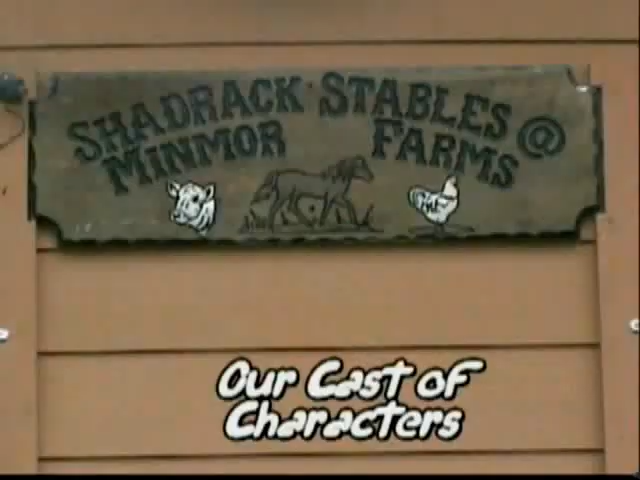 SHADRACK STABLES @
MINMOR FARMS
Our Cast of
Characters